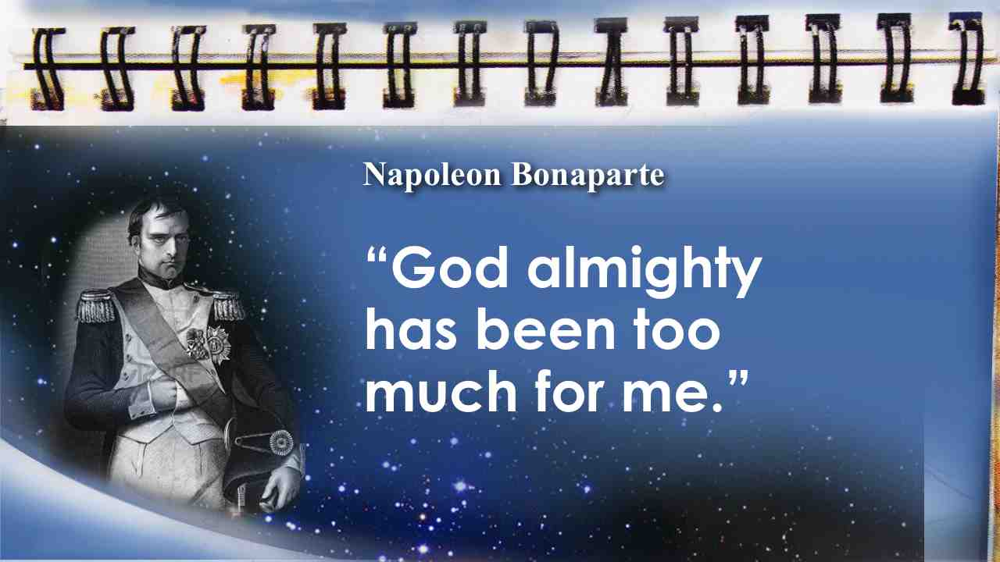 Napoleon Bonaparte
“God almighty
has been too
much for me.”